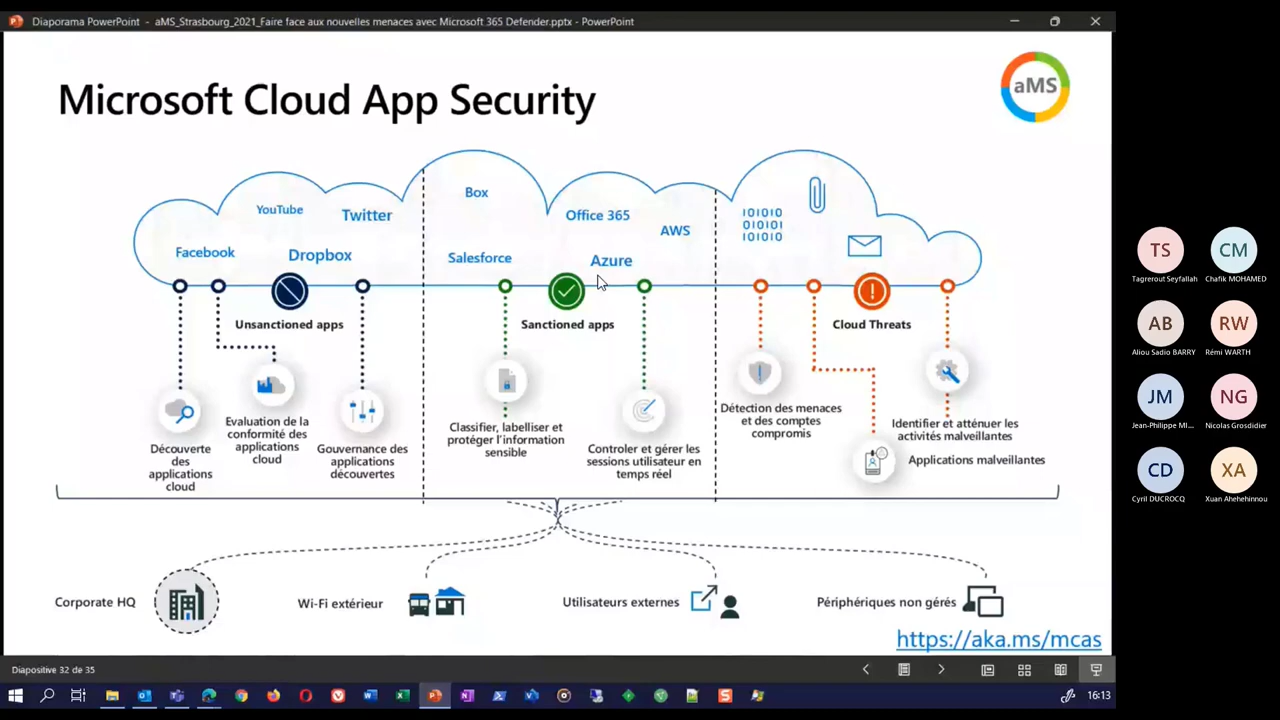 Diaporama PowerPoint - aMS_Strasbourg_2021_Faire face aux nouvelles menaces avec Microsoft 365 Defender.pptx - PowerPoint
Microsoft Cloud App Security
aMS
Box
YouTube
Twitter
Office 365
AWS
Facebook
Dropbox
Salesforce
Azure
101010
010101
101010
Unsanctioned apps
Sanctioned apps
Cloud Threats
Découverte
des
applications
cloud
Evaluation de la
conformité des
applications
cloud
Gouvernance des
applications
découvertes
Classifier, labelliser et
protéger l'information
sensible
Controler et gérer les
sessions utilisateur en
temps réel
Détection des menaces
et des comptes
compromis
Identifier et atténuer les
activités malveillantes
Applications malveillantes
Corporate HQ
Wi-Fi extérieur
Utilisateurs externes
Périphériques non gérés
https://aka.ms/mcas
Diapositive 32 de 35
16:13
TS
Tagrerout Seyfallah
CM
Chafik MOHAMED
AB
Aliou Sadio BARRY
RW
Rémi WARTH
JM
Jean-Philippe MI...
NG
Nicolas Grosdidier
CD
Cyril DUCROCQ
XA
Xuan Ahehehinnou